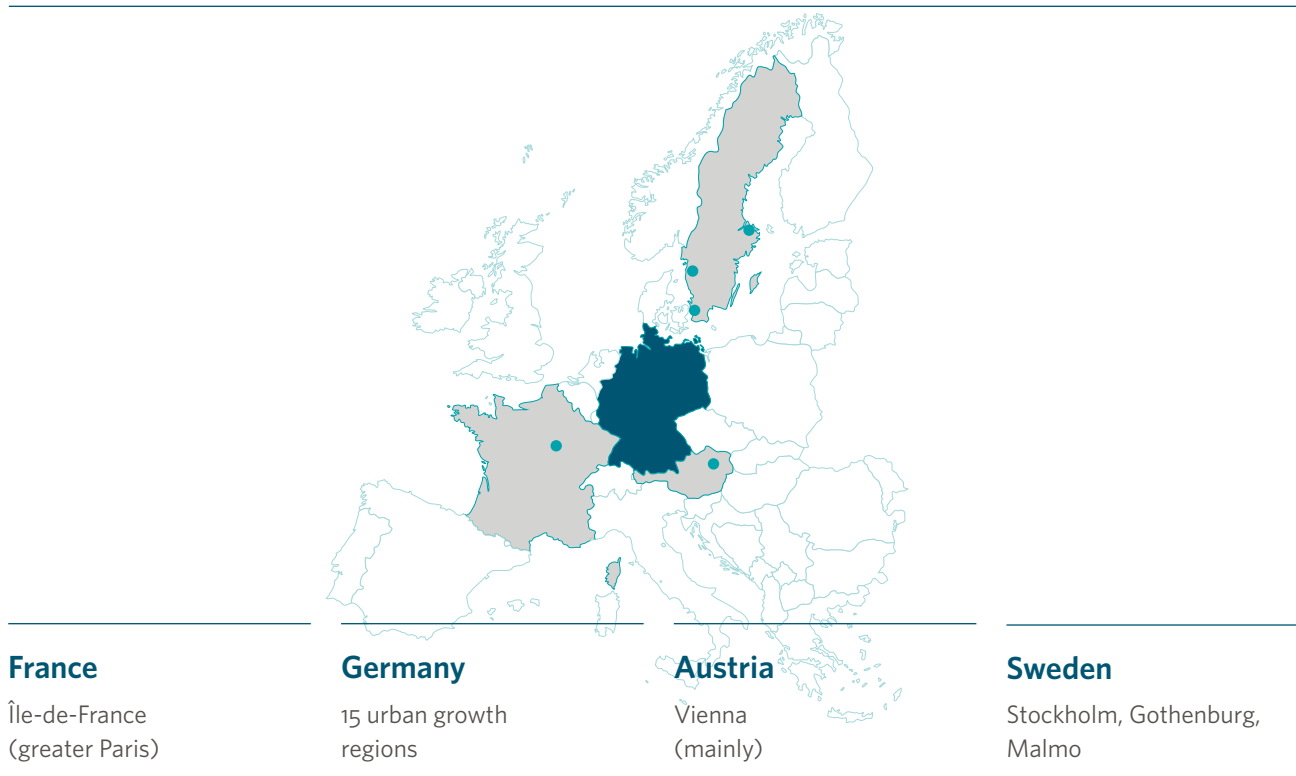 France
Île-de-France
(greater Paris)
Germany
15 urban growth
regions
Austria
Vienna
(mainly)
Sweden
Stockholm, Gothenburg,
Malmo